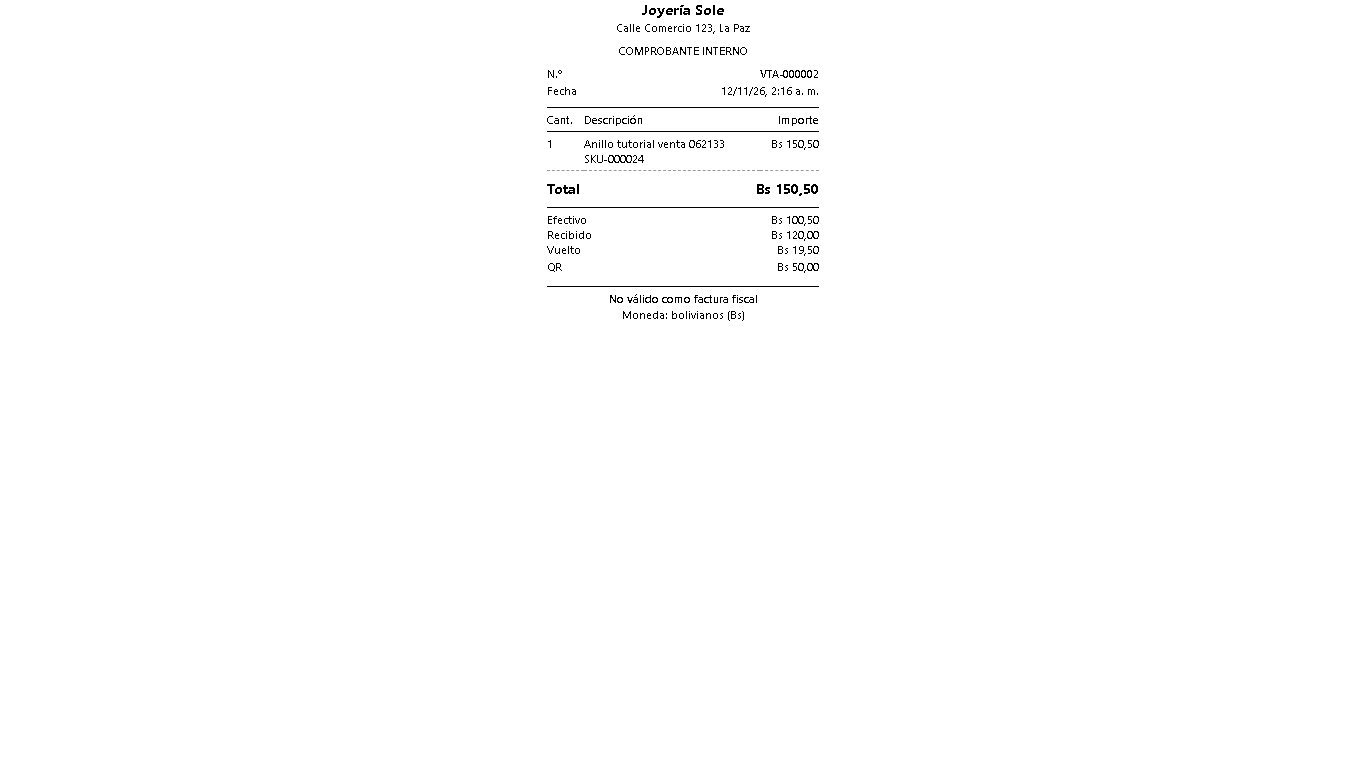 Joyería Sole
Calle Comercio 123, La Paz
COMPROBANTE INTERNO
N.º VTA-000002
Fecha 12/11/26, 2:16 a. m.
Cant. Descripción Importe
1 Anillo tutorial venta 062133 Bs 150,50
SKU-000024
Total Bs 150,50
Efectivo Bs 100,50
Recibido Bs 120,00
Vuelto Bs 19,50
QR Bs 50,00
No válido como factura fiscal
Moneda: bolivianos (Bs)